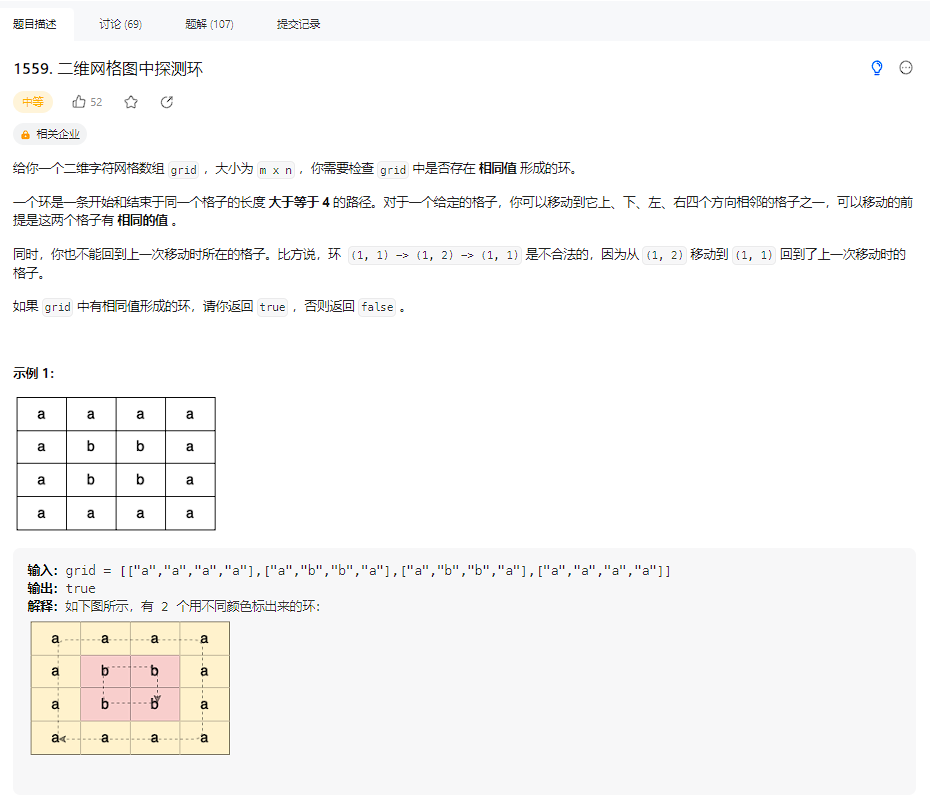 题目描述 讨论 (69) 题解 (107) 提交记录
1559. 二维网格图中探测环
中等 52
相关企业
给你一个二维字符网格数组 grid ，大小为 m x n ，你需要检查 grid 中是否存在 相同值 形成的环。
一个环是一条开始和结束于同一个格子的长度 大于等于 4 的路径。对于一个给定的格子，你可以移动到它上、下、左、右四个方向相邻的格子之一，可以移动的前
提是这两个格子有 相同的值 。
同时，你也不能回到上一次移动时所在的格子。比方说，环 (1, 1) -> (1, 2) -> (1, 1) 是不合法的，因为从 (1, 2) 移动到 (1, 1) 回到了上一次移动时的
格子。
如果 grid 中有相同值形成的环，请你返回 true ，否则返回 false 。
示例 1：
a a a a
a b b a
a b b a
a a a a
输入：grid = [["a","a","a","a"],["a","b","b","a"],["a","b","b","a"],["a","a","a","a"]]
输出：true
解释：如下图所示，有 2 个用不同颜色标出来的环：
a a a a
a b b a
a b b a
a a a a